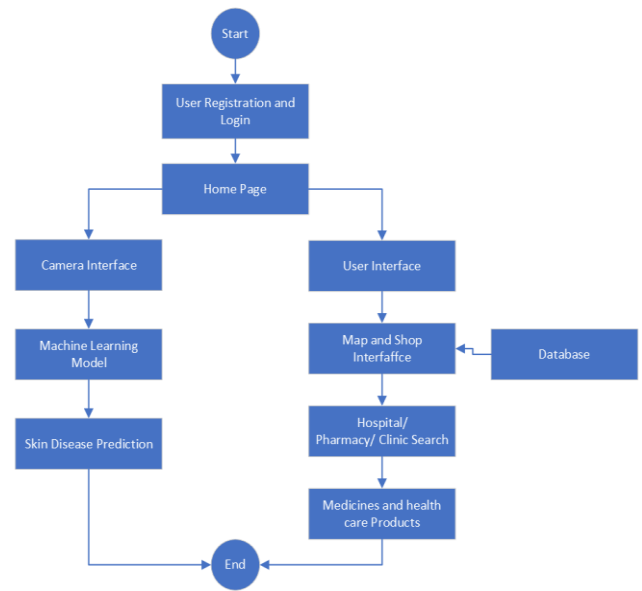 Start
User Registration and
Login
Home Page
Camera Interface
User Interface
Machine Learning
Model
Map and Shop
Interfaffce
Database
Skin Disease Prediction
Hospital/
Pharmacy/ Clinic Search
Medicines and health
care Products
End